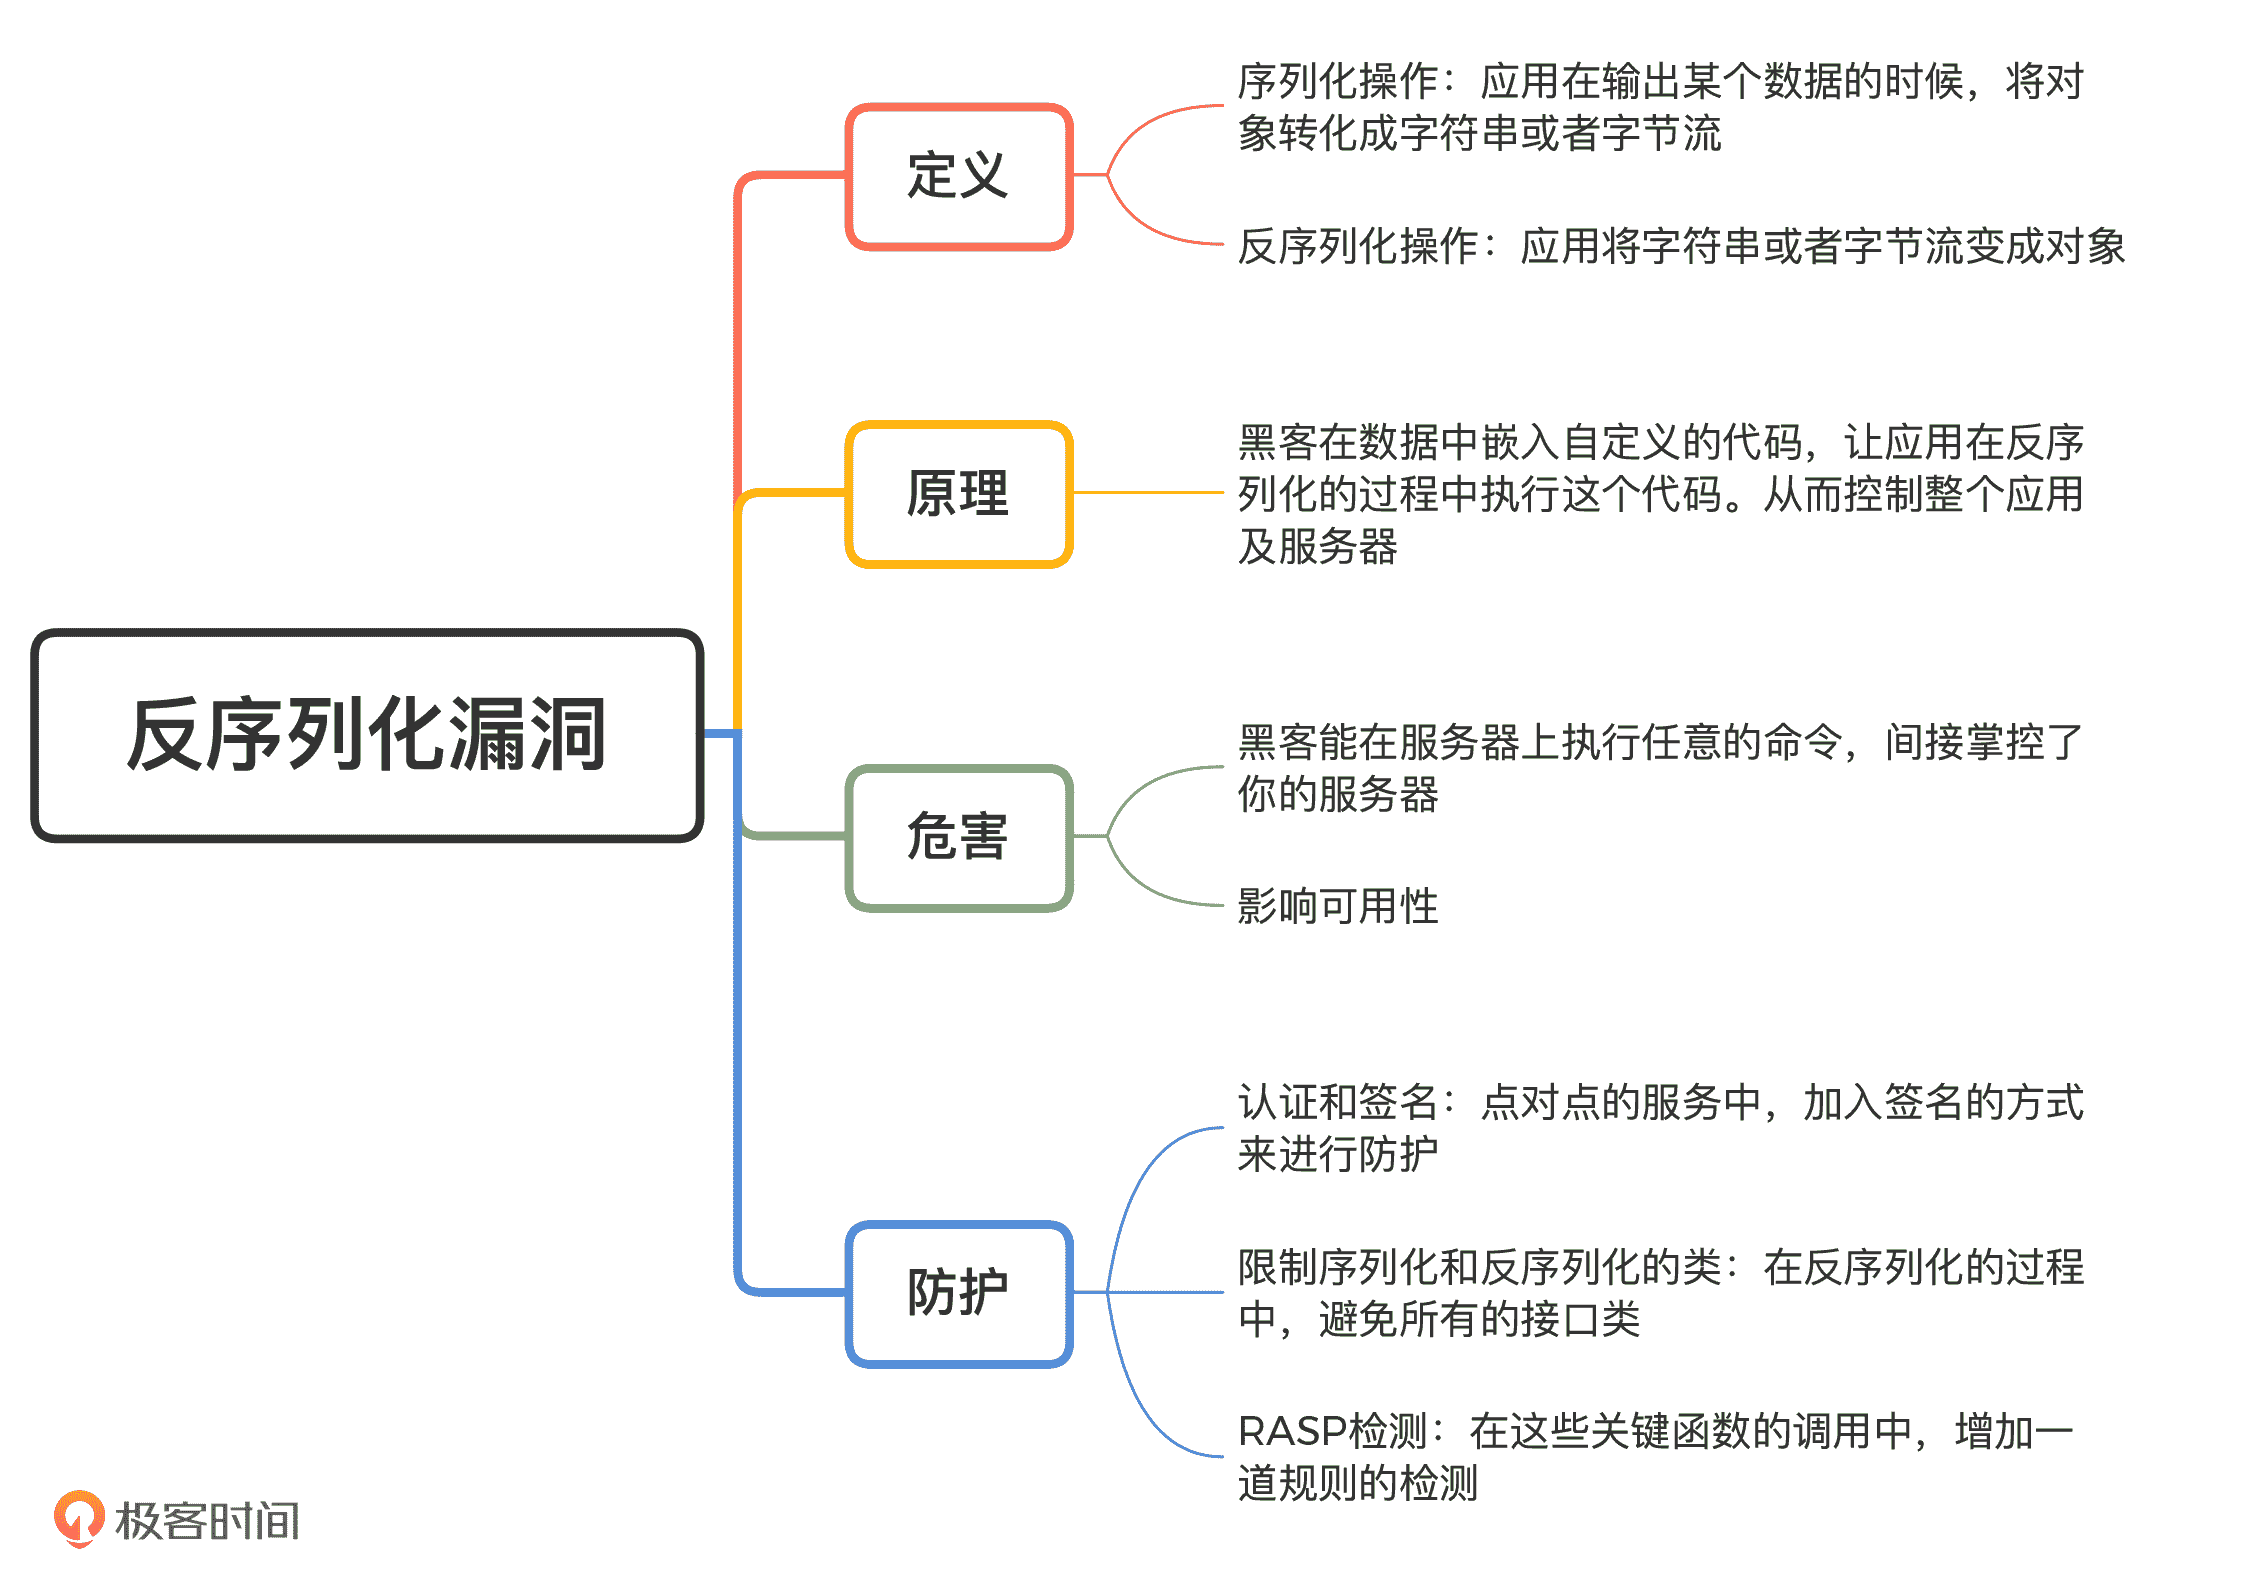 定义
序列化操作：应用在输出某个数据的时候，将对
象转化成字符串或者字节流
反序列化操作：应用将字符串或者字节流变成对象
原理
黑客在数据中嵌入自定义的代码，让应用在反序
列化的过程中执行这个代码。从而控制整个应用
及服务器
反序列化漏洞
危害
黑客能在服务器上执行任意的命令，间接掌控了
你的服务器
影响可用性
防护
认证和签名：点对点的服务中，加入签名的方式
来进行防护
限制序列化和反序列化的类：在反序列化的过程
中，避免所有的接口类
RASP检测：在这些关键函数的调用中，增加一
道规则的检测
极客时间